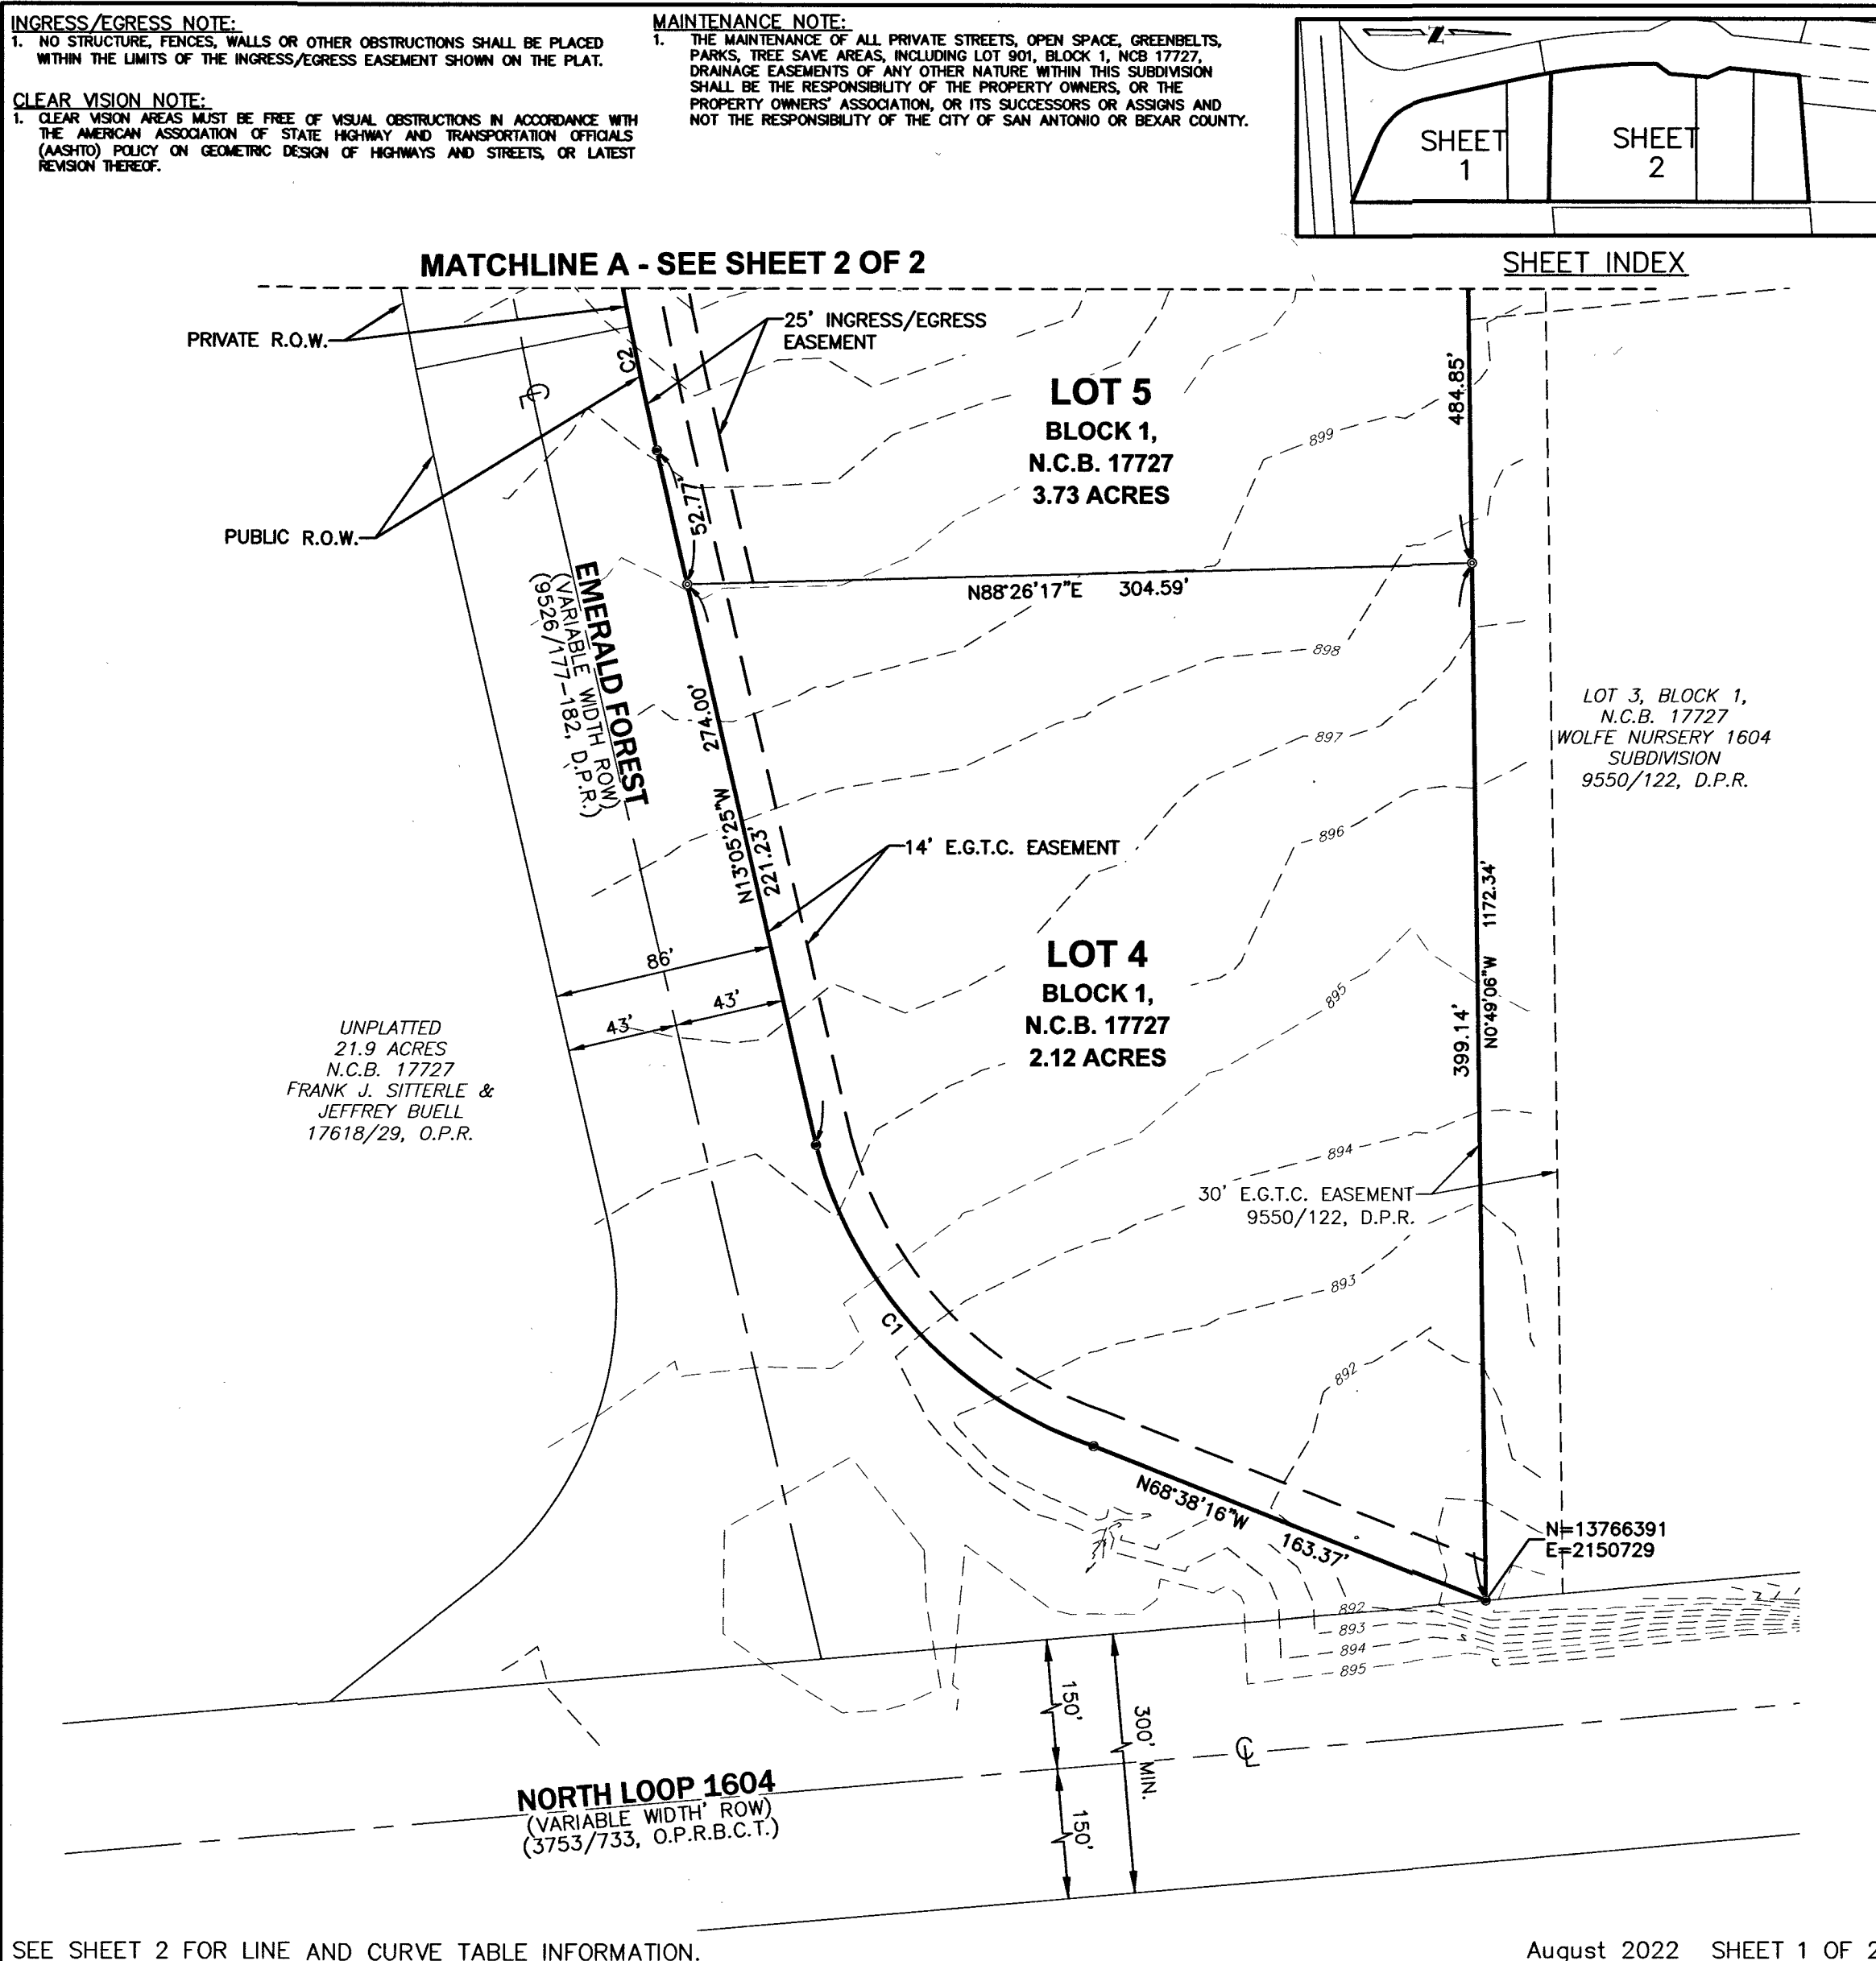 INGRESS/EGRESS NOTE:
1. NO STRUCTURE, FENCES, WALLS OR OTHER OBSTRUCTIONS SHALL BE PLACED
WITHIN THE LIMITS OF THE INGRESS/EGRESS EASEMENT SHOWN ON THE PLAT.
CLEAR VISION NOTE:
1. CLEAR VISION AREAS MUST BE FREE OF VISUAL OBSTRUCTIONS IN ACCORDANCE WITH
THE AMERICAN ASSOCIATION OF STATE HIGHWAY AND TRANSPORTATION OFFICIALS
(AASHTO) POLICY ON GEOMETRIC DESIGN OF HIGHWAYS AND STREETS, OR LATEST
REVISION THEREOF.
MAINTENANCE NOTE:
1. THE MAINTENANCE OF ALL PRIVATE STREETS, OPEN SPACE, GREENBELTS,
PARKS, TREE SAVE AREAS, INCLUDING LOT 901, BLOCK 1, NCB 17727,
DRAINAGE EASEMENTS OF ANY OTHER NATURE WITHIN THIS SUBDIVISION
SHALL BE THE RESPONSIBILITY OF THE PROPERTY OWNERS, OR THE
PROPERTY OWNERS' ASSOCIATION, OR ITS SUCCESSORS OR ASSIGNS AND
NOT THE RESPONSIBILITY OF THE CITY OF SAN ANTONIO OR BEXAR COUNTY.
Z
SHEET
1
SHEET
2
SHEET INDEX
MATCHLINE A - SEE SHEET 2 OF 2
PRIVATE R.O.W.
25' INGRESS/EGRESS
EASEMENT
C2
℄
LOT 5
BLOCK 1,
N.C.B. 17727
3.73 ACRES
484.85'
899
52.77'
PUBLIC R.O.W.
N88°26'17"E 304.59'
EMERALD FOREST
(VARIABLE WIDTH ROW)
(9526/177-182, D.P.R.)
898
274.00'
897
LOT 3, BLOCK 1,
N.C.B. 17727
WOLFE NURSERY 1604
SUBDIVISION
9550/122, D.P.R.
N13°05'25"W
221.23'
896
14' E.G.T.C. EASEMENT
86'
43'
43'
LOT 4
BLOCK 1,
N.C.B. 17727
2.12 ACRES
895
399.14'
N0°49'06"W 1172.34'
UNPLATTED
21.9 ACRES
N.C.B. 17727
FRANK J. SITTERLE &
JEFFREY BUELL
17618/29, O.P.R.
894
30' E.G.T.C. EASEMENT
9550/122, D.P.R.
893
C1
892
N68°38'16"W 163.37'
N=13766391
E=2150729
892
893
894
895
150'
300' MIN.
150'
℄
NORTH LOOP 1604
(VARIABLE WIDTH' ROW)
(3753/733, O.P.R.B.C.T.)
SEE SHEET 2 FOR LINE AND CURVE TABLE INFORMATION.
August 2022 SHEET 1 OF 2